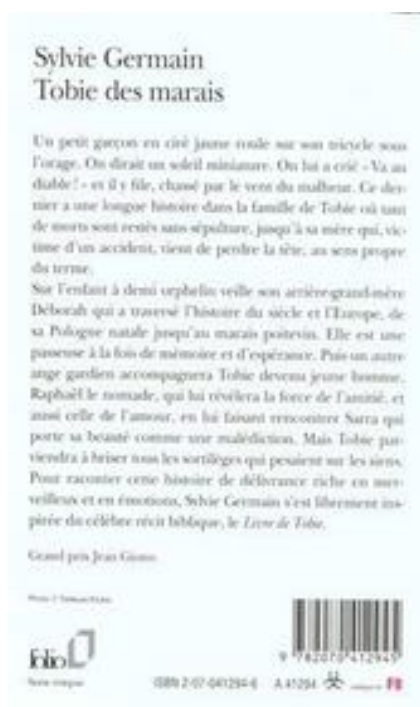 Sylvie Germain
Tobie des marais
Un petit garçon en ciré jaune roule sur son tricycle sous
l'orage. On dirait un soleil miniature. On lui a crié « Va au
diable ! » et il y file, chassé par le vent du malheur. Ce der-
nier a une longue histoire dans la famille de Tobie où tant
de morts sont restés sans sépulture, jusqu'à sa mère qui, vic-
time d'un accident, vient de perdre la tête, au sens propre
du terme.
Sur l'enfant à demi orphelin veille son arrière-grand-mère
Déborah qui a traversé l'histoire du siècle et l'Europe, de
sa Pologne natale jusqu'au marais poitevin. Elle est une
passeuse à la fois de mémoire et d'espérance. Puis un autre
ange gardien accompagnera Tobie devenu jeune homme,
Raphaël le nomade, qui lui révélera la force de l'amitié, et
aussi celle de l'amour, en lui faisant rencontrer Sarra qui
porte sa beauté comme une malédiction. Mais Tobie par-
viendra à briser tous les sortilèges qui pesaient sur les siens.
Pour raconter cette histoire de délivrance riche en mer-
veilleux et en émotions, Sylvie Germain s'est librement ins-
pirée du célèbre récit biblique, le Livre de Tobie.
Grand prix Jean Giono
9 782070 412945
folio
Texte intégral
ISBN 2-07-041294-6 A 41294
F8